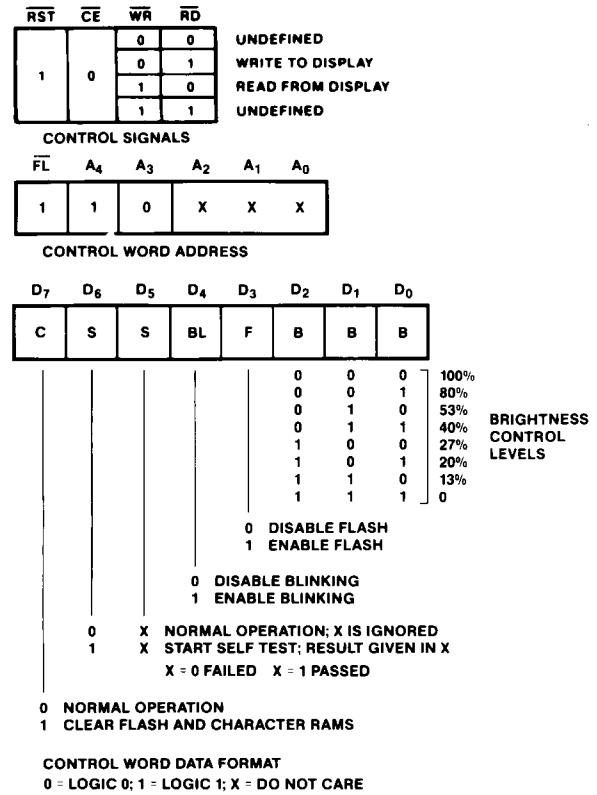 RST CE WR RD
0 0 UNDEFINED
0 1 WRITE TO DISPLAY
1 0
1 0 READ FROM DISPLAY
1 1 UNDEFINED
CONTROL SIGNALS
FL A4 A3 A2 A1 A0
1 1 0 X X X
CONTROL WORD ADDRESS
D7 D6 D5 D4 D3 D2 D1 D0
C S S BL F B B B
0 0 0 100%
0 0 1 80%
0 1 0 53%
0 1 1 40%
1 0 0 27%
1 0 1 20%
1 1 0 13%
1 1 1 0
BRIGHTNESS
CONTROL
LEVELS
0 DISABLE FLASH
1 ENABLE FLASH
0 DISABLE BLINKING
1 ENABLE BLINKING
0 X NORMAL OPERATION; X IS IGNORED
1 X START SELF TEST; RESULT GIVEN IN X
X = 0 FAILED X = 1 PASSED
0 NORMAL OPERATION
1 CLEAR FLASH AND CHARACTER RAMS
CONTROL WORD DATA FORMAT
0 = LOGIC 0; 1 = LOGIC 1; X = DO NOT CARE